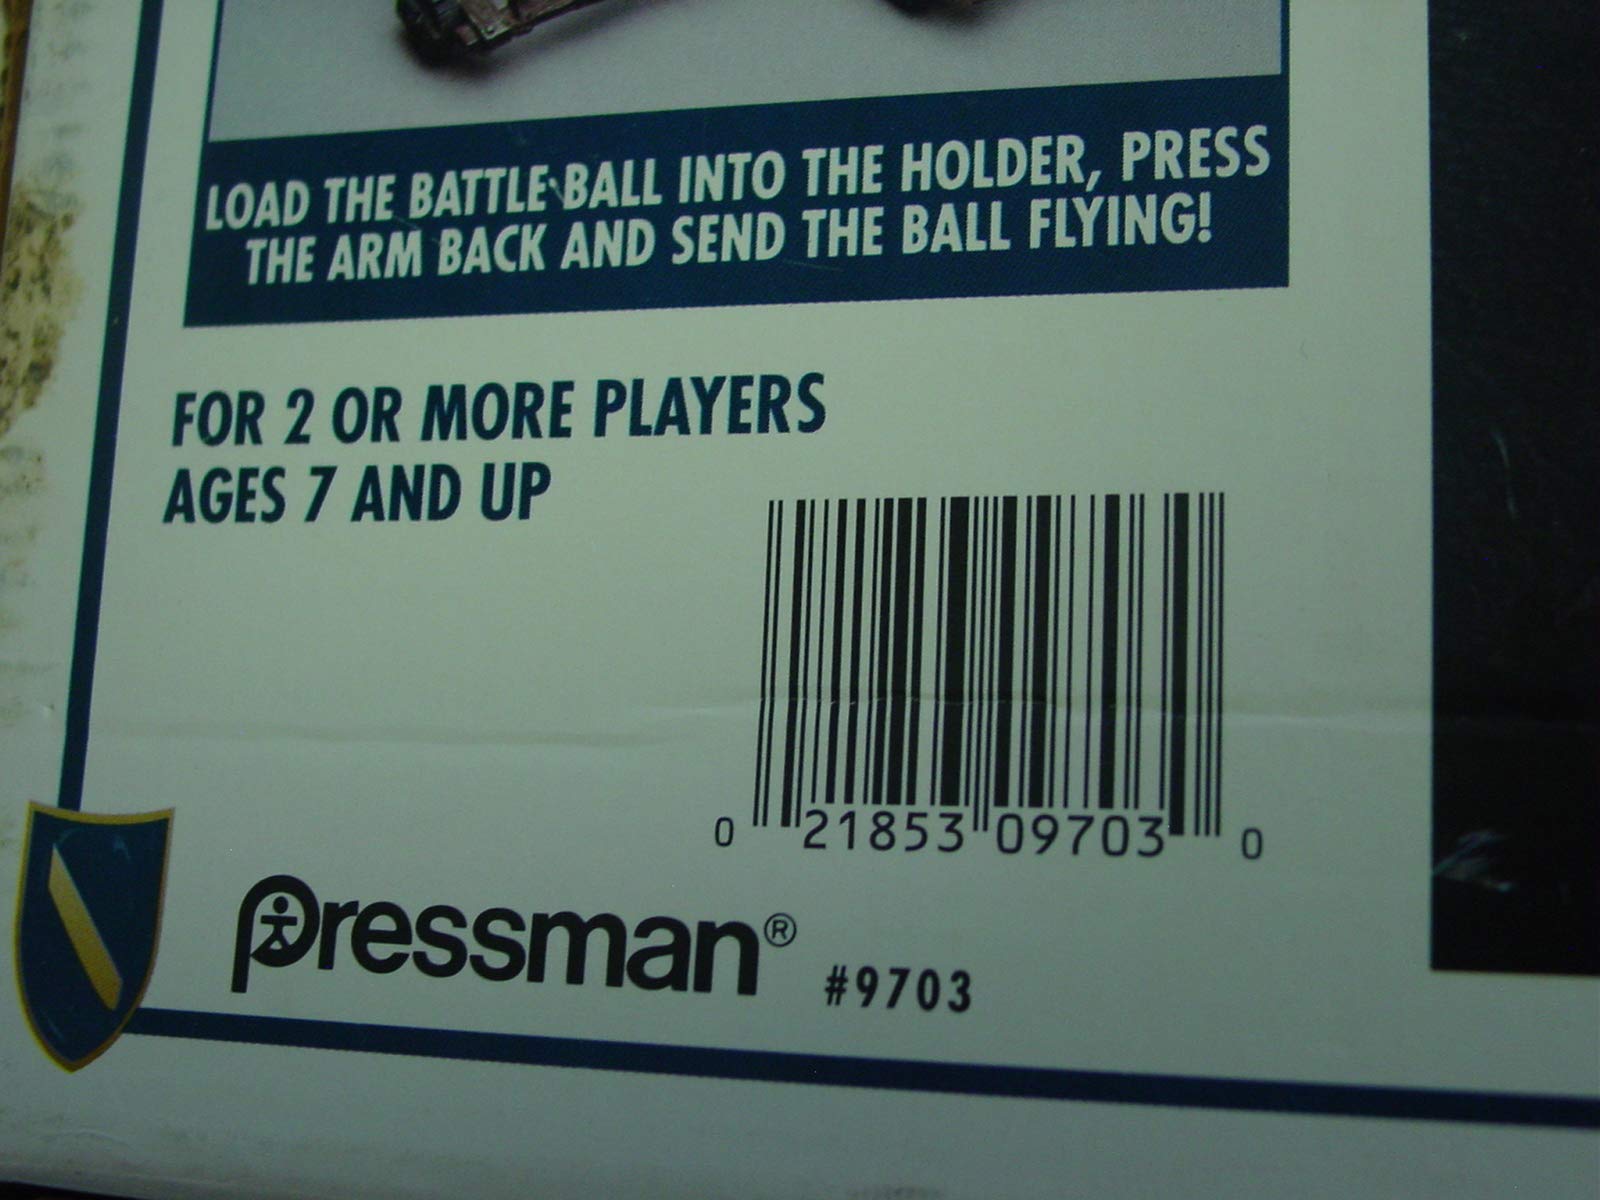 LOAD THE BATTLE BALL INTO THE HOLDER, PRESS
THE ARM BACK AND SEND THE BALL FLYING!
FOR 2 OR MORE PLAYERS
AGES 7 AND UP
0 21853 09703 0
Pressman® #9703